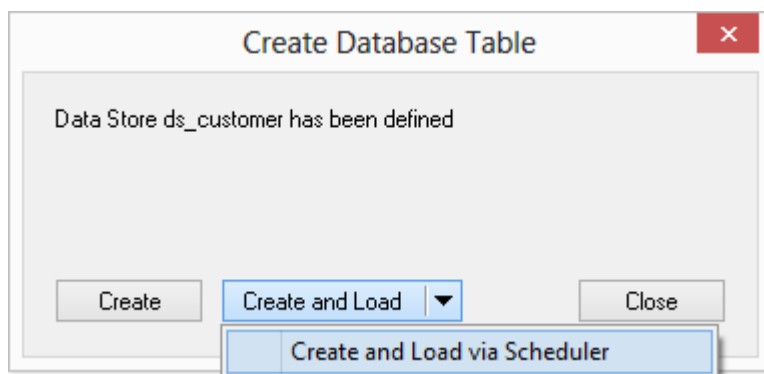 Create Database Table
Data Store ds_customer has been defined
Create
Create and Load
Close
Create and Load via Scheduler